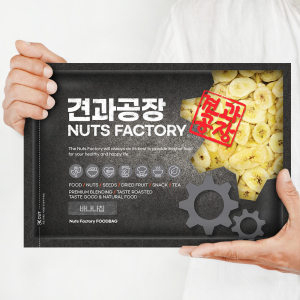 견과공장
NUTS FACTORY
견과
공장
The Nuts Factory will always do its best to provide
for your healthy and happy life.
FOOD / NUTS / SEEDS / DRIED FRUIT / SNACK / TEA
PREMIUM BLENDING / TASTE ROASTED
TASTE GOOD & NATURAL FOOD
바나나칩
Nuts Factory FOODBAG
CUT